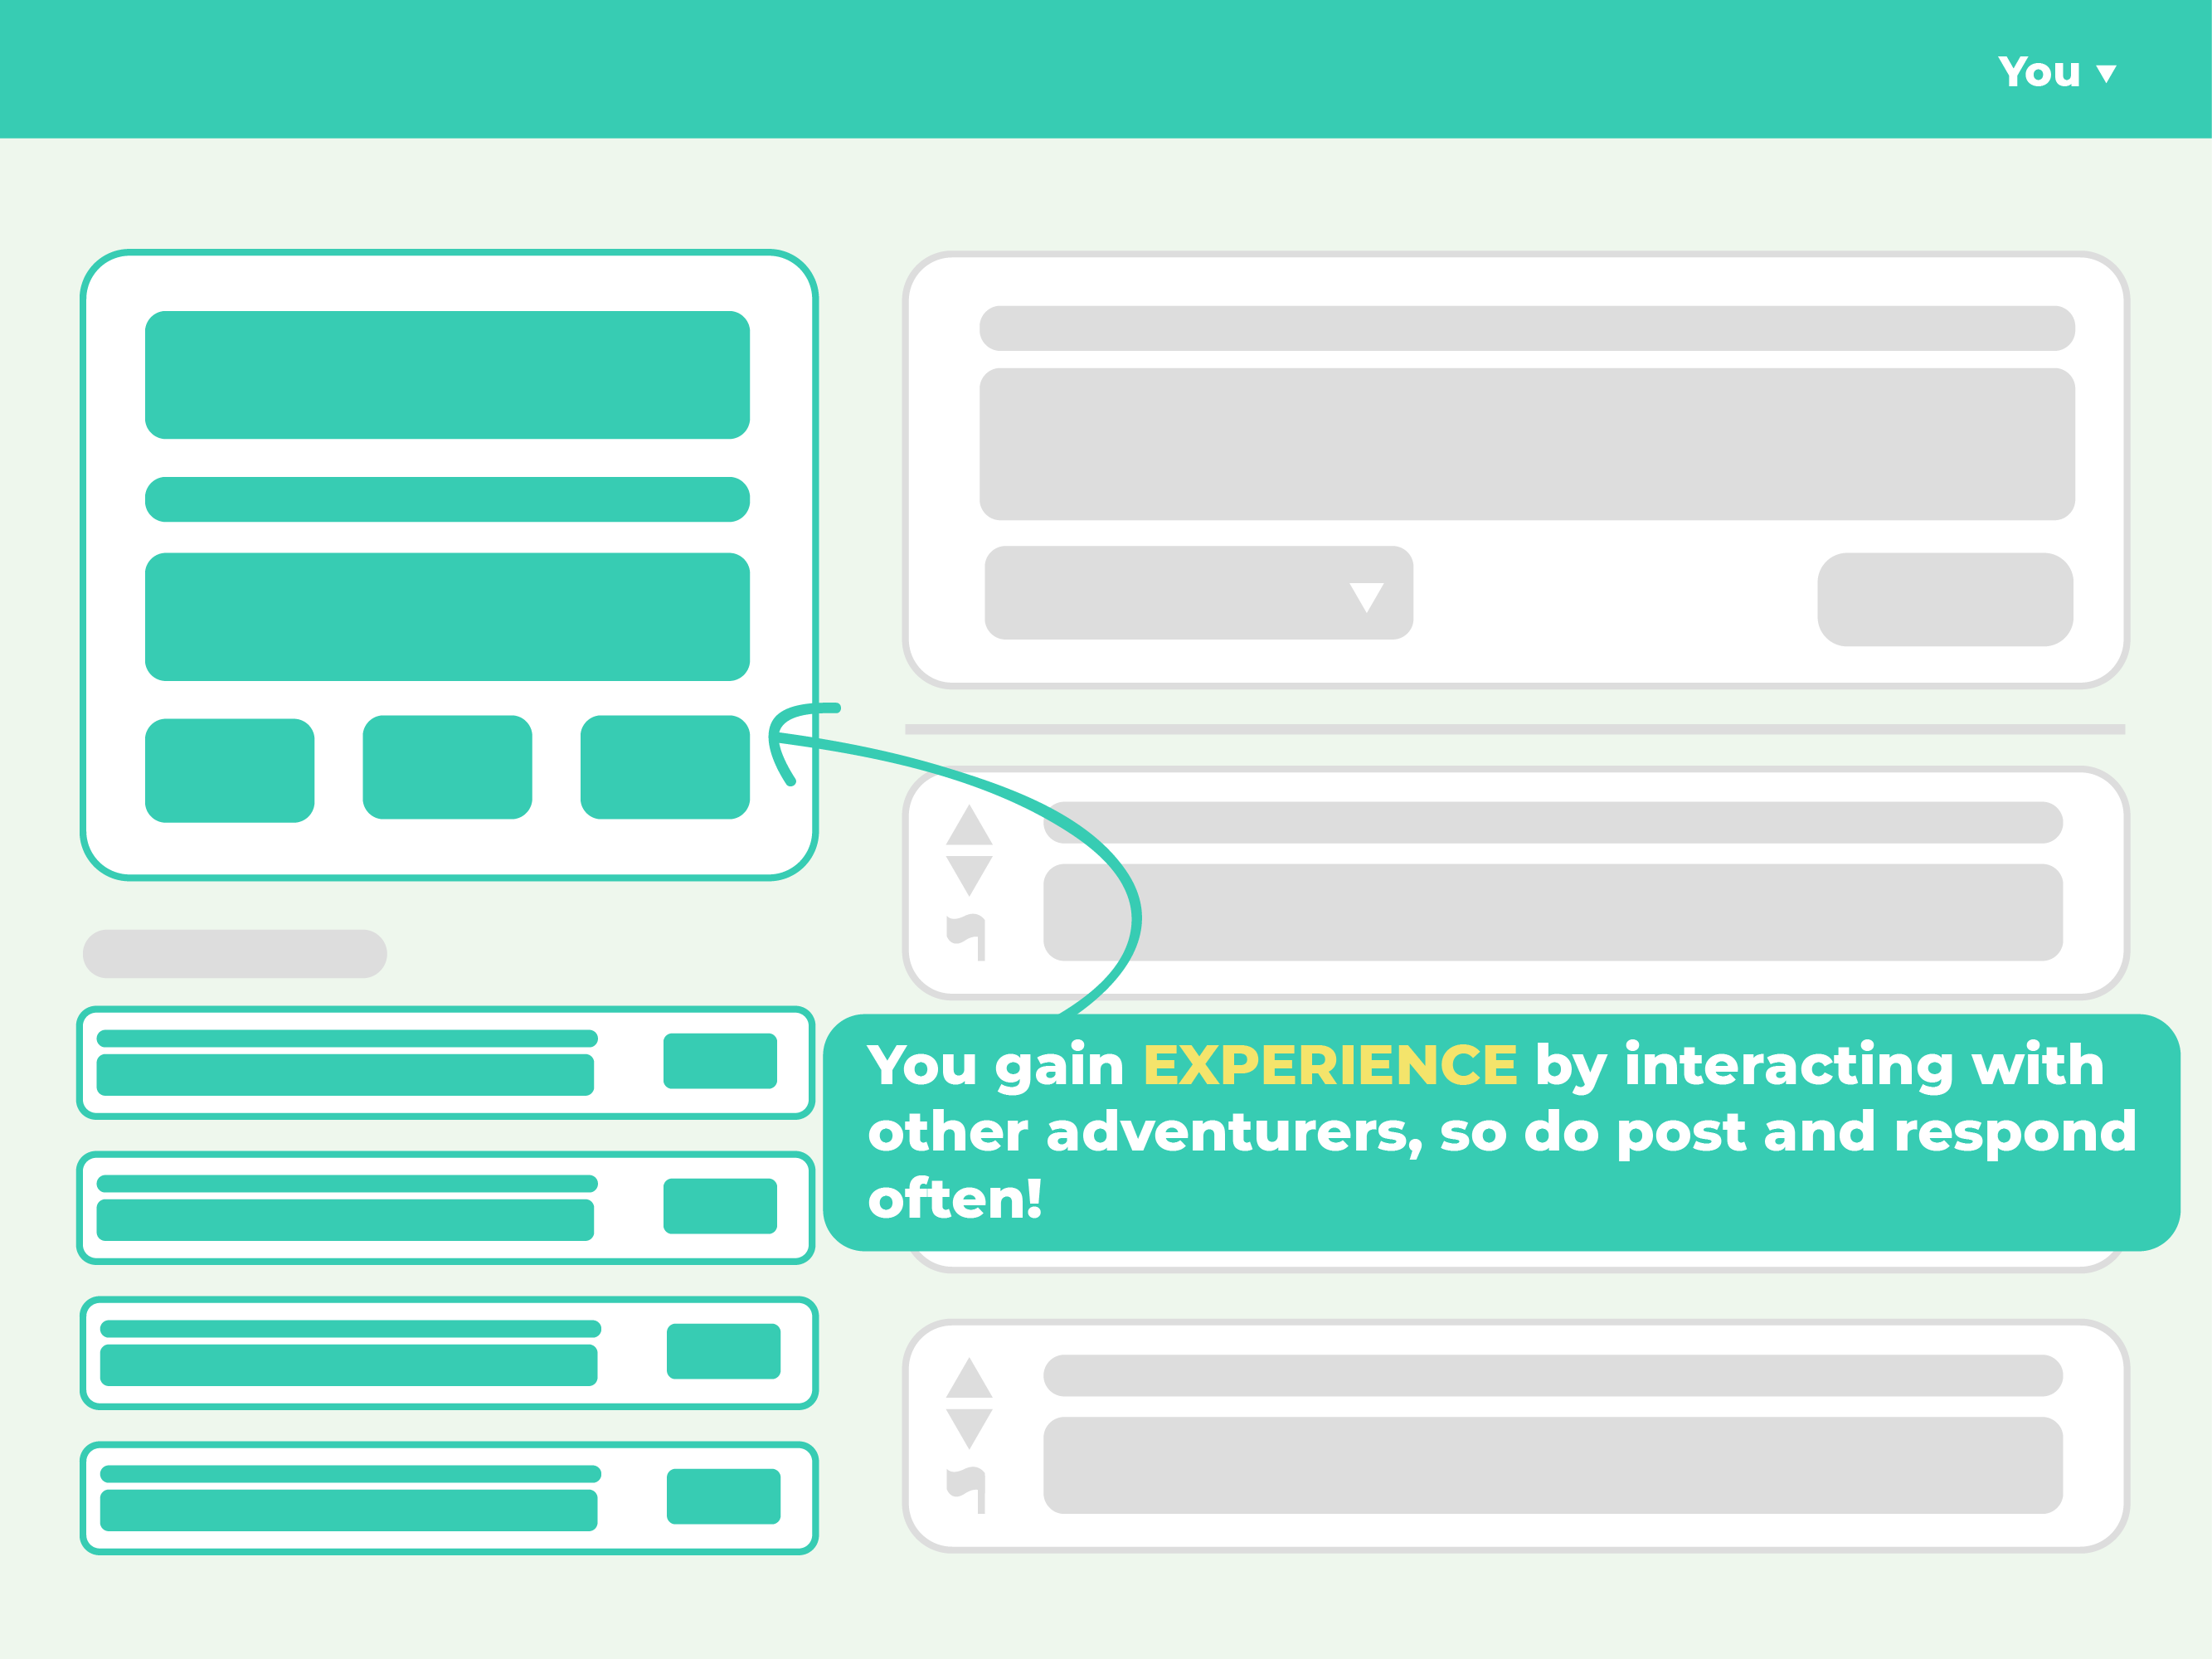 You
You gain EXPERIENCE by interacting with
other adventurers, so do post and respond
often!